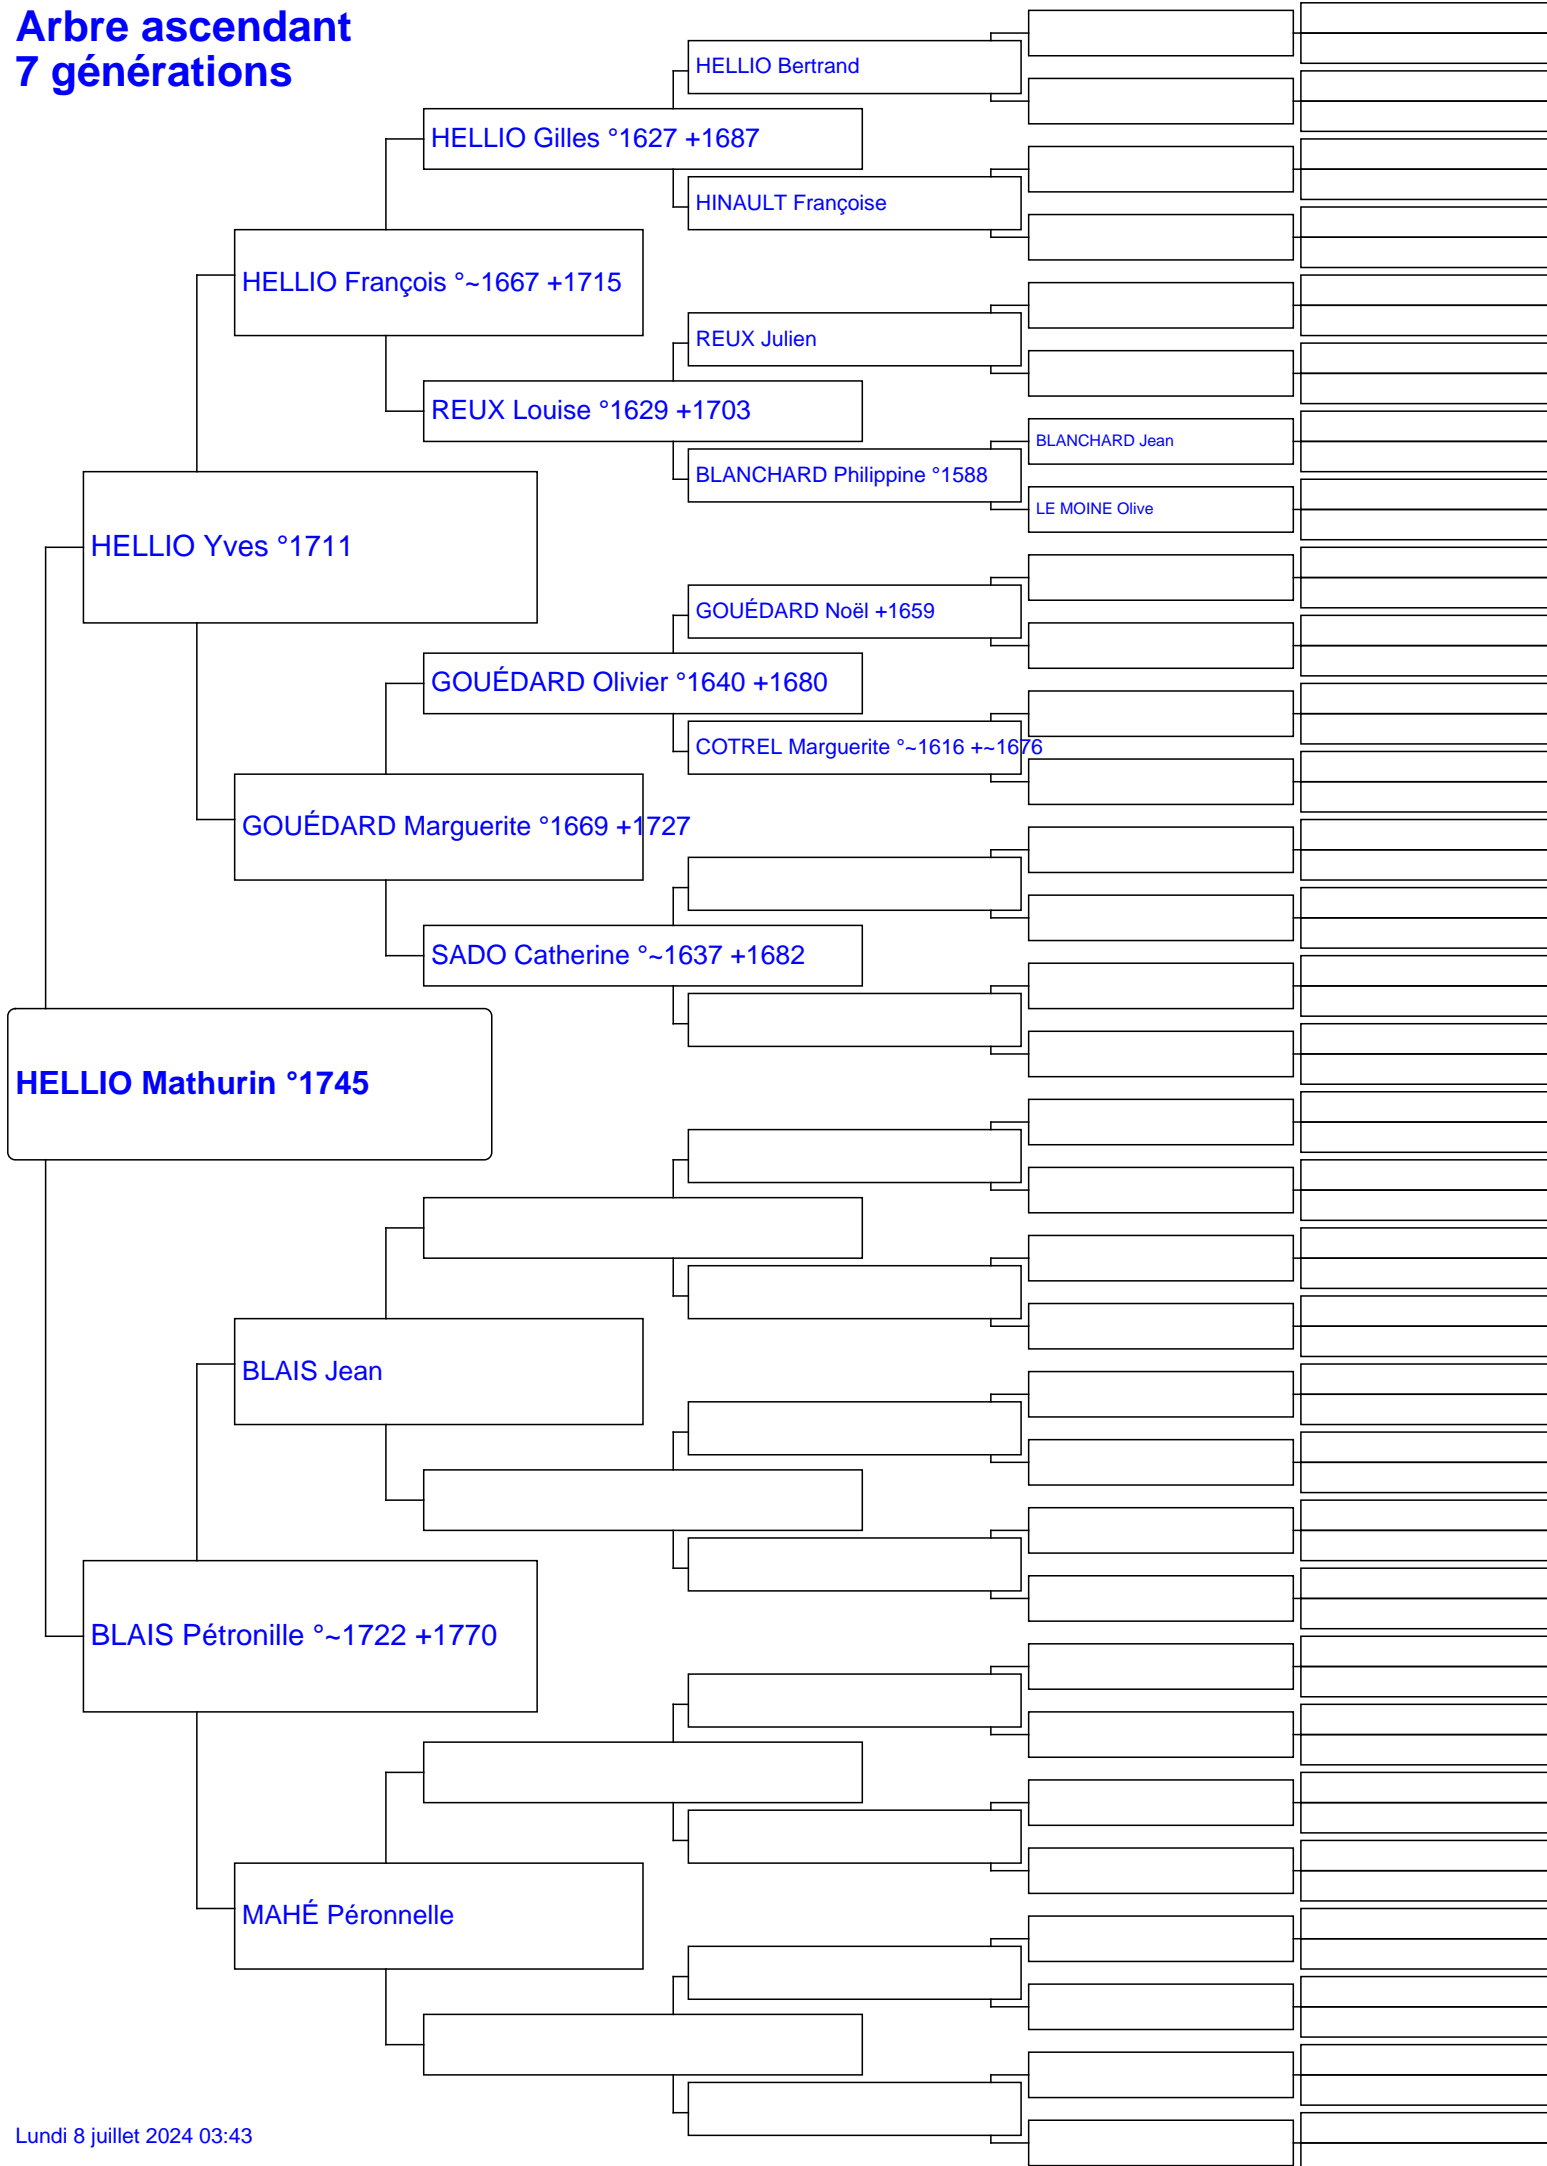 Arbre ascendant
7 générations
HELLIO Bertrand
HELLIO Gilles °1627 +1687
HINAULT Françoise
HELLIO François °~1667 +1715
REUX Julien
REUX Louise °1629 +1703
BLANCHARD Jean
BLANCHARD Philippine °1588
LE MOINE Olive
HELLIO Yves °1711
GOUÉDARD Noël +1659
GOUÉDARD Olivier °1640 +1680
COTREL Marguerite °~1616 +~1676
GOUÉDARD Marguerite °1669 +1727
SADO Catherine °~1637 +1682
HELLIO Mathurin °1745
BLAIS Jean
BLAIS Pétronille °~1722 +1770
MAHÉ Péronnelle
Lundi 8 juillet 2024 03:43